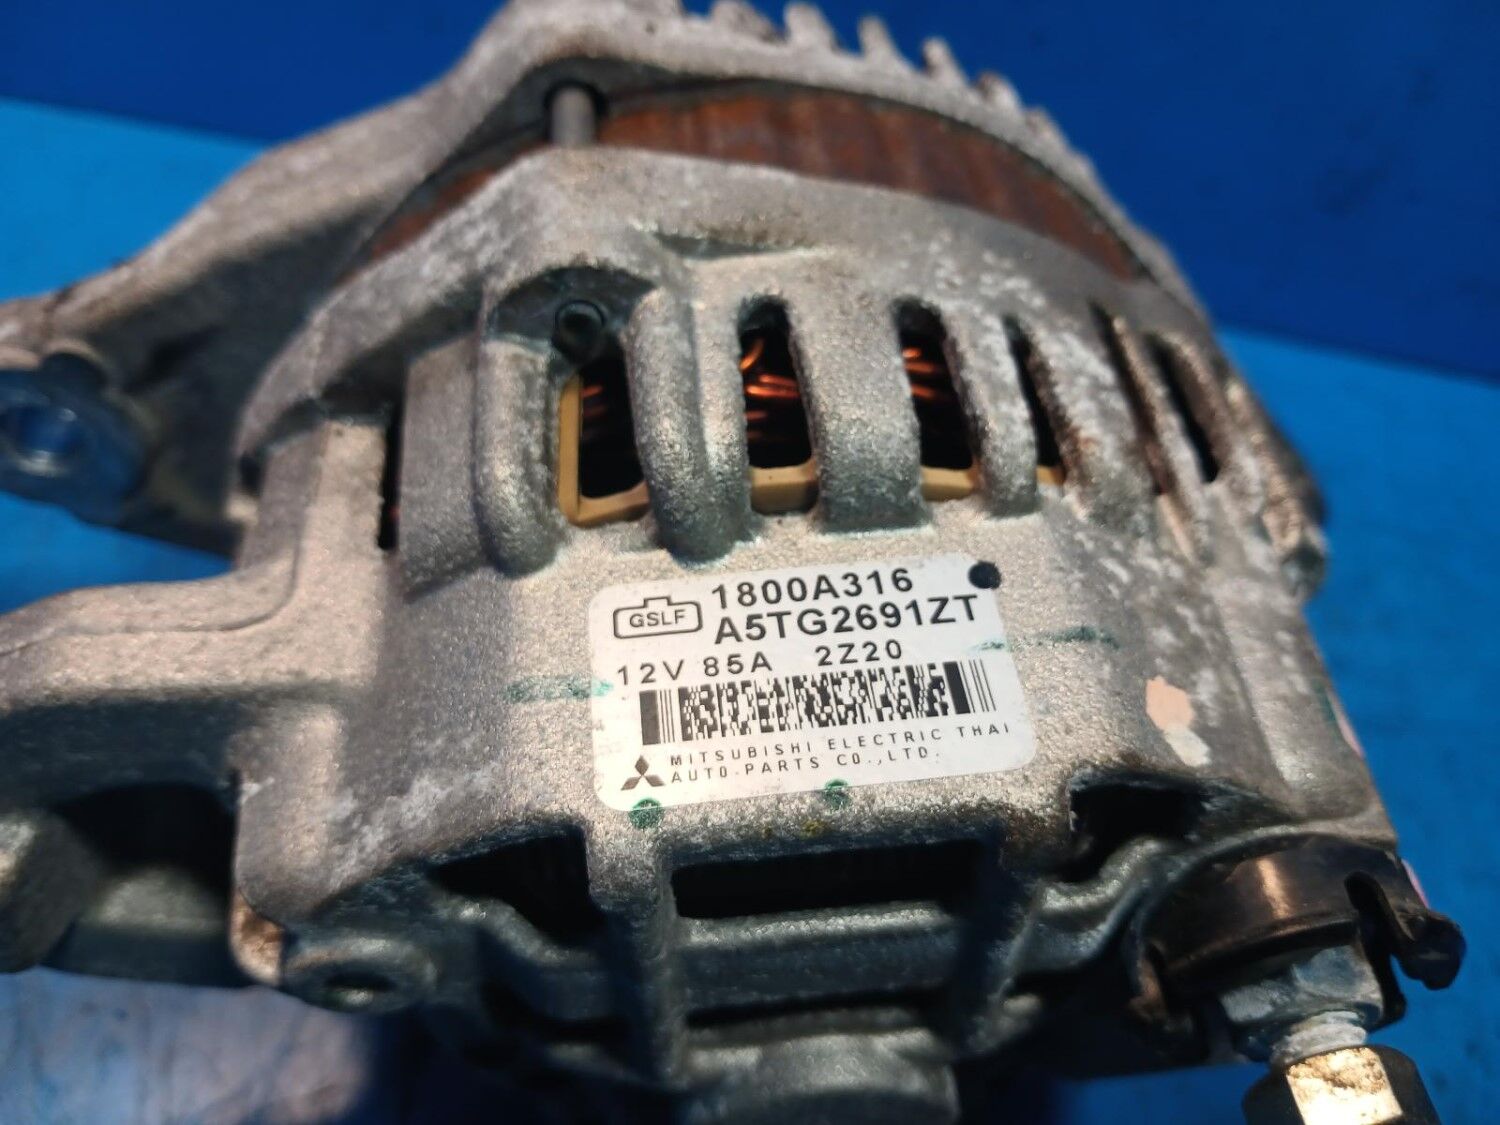 GSLF
1800A316
A5TG2691ZT
12V 85A 2Z20
MITSUBISHI ELECTRIC THAI
AUTO.PARTS CO.,LTD.